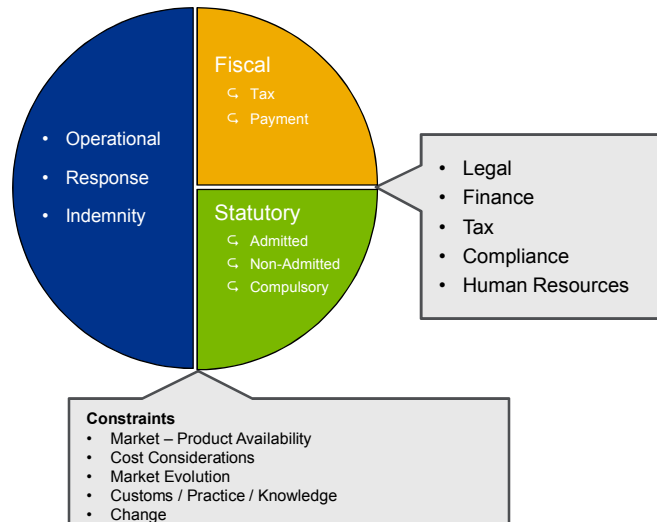 • Operational
• Response
• Indemnity
Fiscal
⮎ Tax
⮎ Payment
Statutory
⮎ Admitted
⮎ Non-Admitted
⮎ Compulsory
• Legal
• Finance
• Tax
• Compliance
• Human Resources
Constraints
• Market – Product Availability
• Cost Considerations
• Market Evolution
• Customs / Practice / Knowledge
• Change